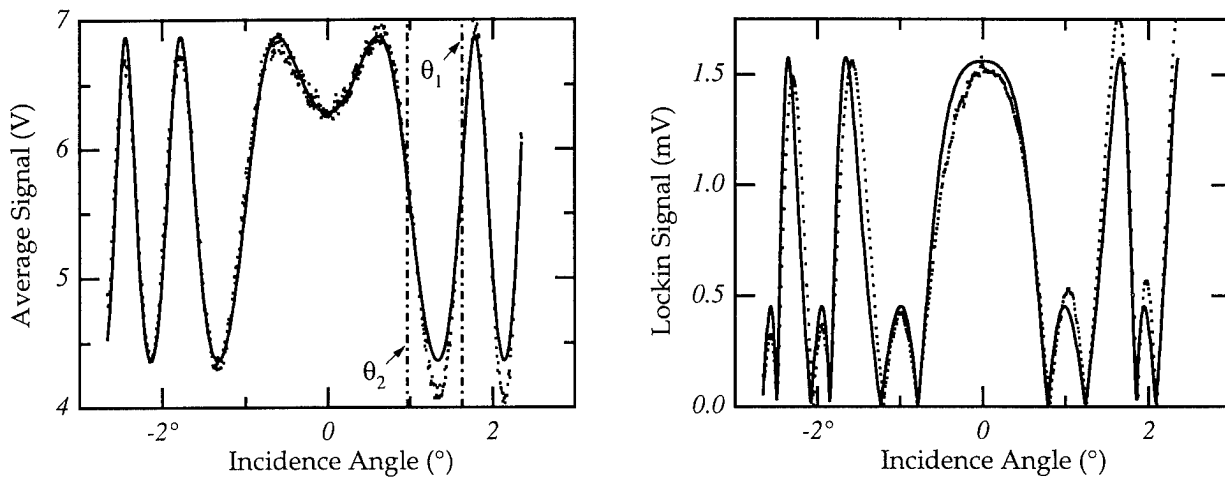 7
6
5
4
Average Signal (V)
θ1
θ2
-2°
0
2
Incidence Angle (°)
1.5
1.0
0.5
0.0
Lockin Signal (mV)
-2°
0
2
Incidence Angle (°)